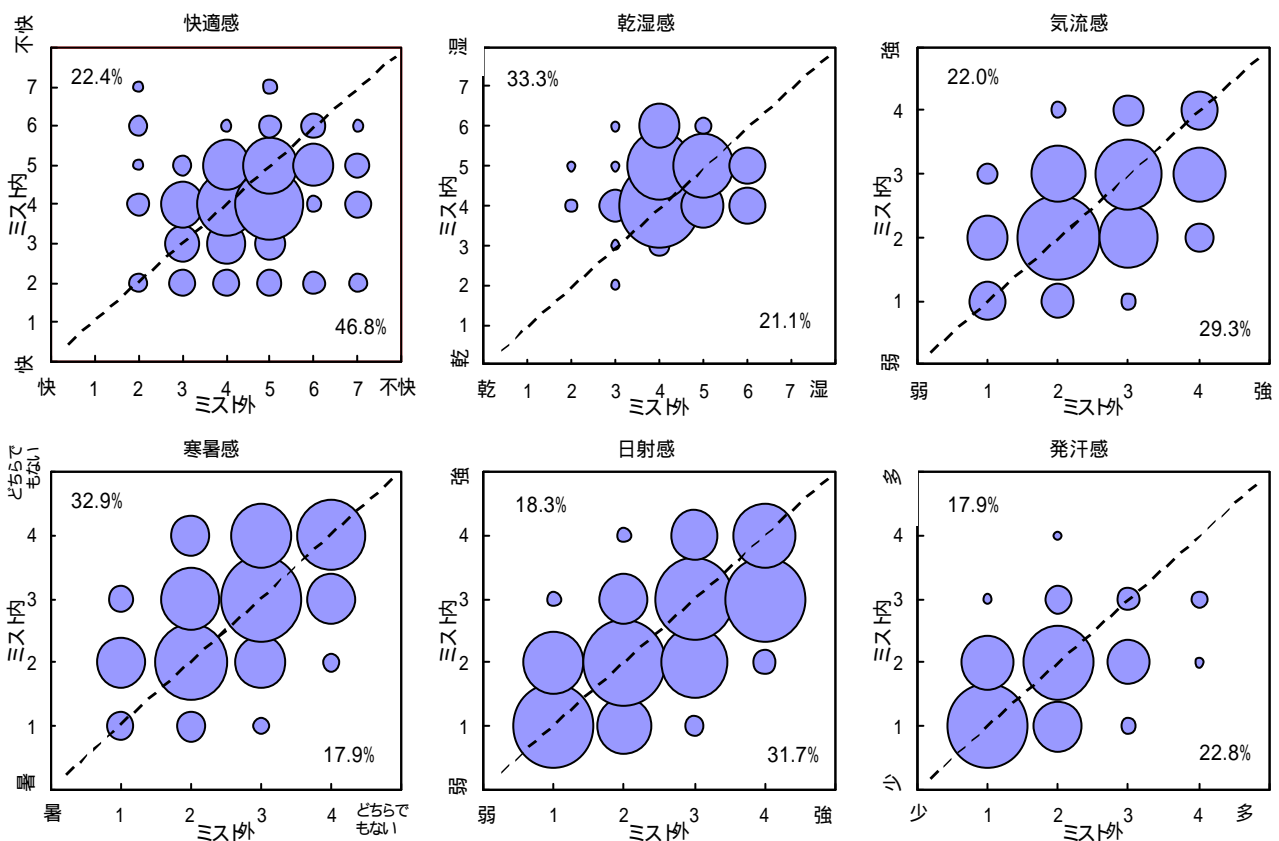 快適感
不快
22.4%
7
6
5
4
3
2
1
ミスト内
46.8%
快
快
1
2
3
4
5
6
7
不快
ミスト外
乾湿感
湿
33.3%
7
6
5
4
3
2
1
ミスト内
21.1%
乾
乾
1
2
3
4
5
6
7
湿
ミスト外
気流感
強
22.0%
4
3
2
1
ミスト内
29.3%
弱
弱
1
2
3
4
強
ミスト外
寒暑感
どちらで
もない
32.9%
4
3
2
1
ミスト内
17.9%
暑
暑
1
2
3
4
どちらで
もない
ミスト外
日射感
強
18.3%
4
3
2
1
ミスト内
31.7%
弱
弱
1
2
3
4
強
ミスト外
発汗感
多
17.9%
4
3
2
1
ミスト内
22.8%
少
少
1
2
3
4
多
ミスト外